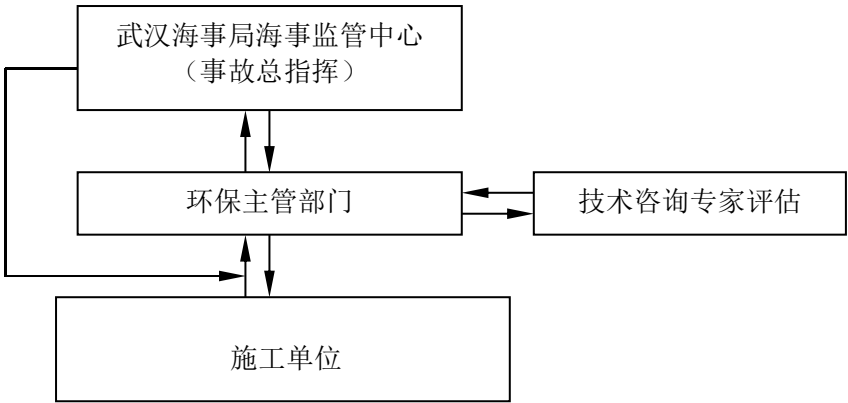 武汉海事局海事监管中心
（事故总指挥）
环保主管部门
技术咨询专家评估
施工单位